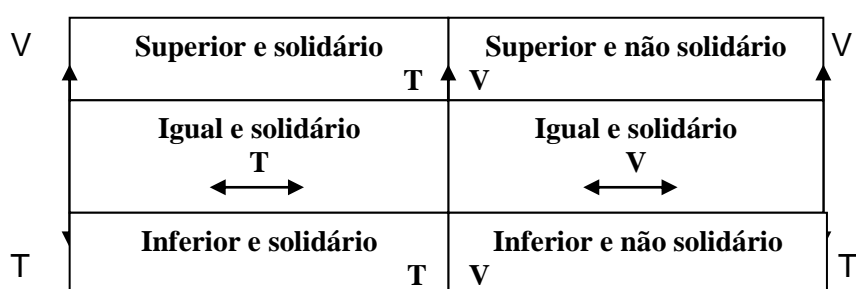 V Superior e solidário Superior e não solidário V
T V
Igual e solidário Igual e solidário
T V
Inferior e solidário Inferior e não solidário
T T V T